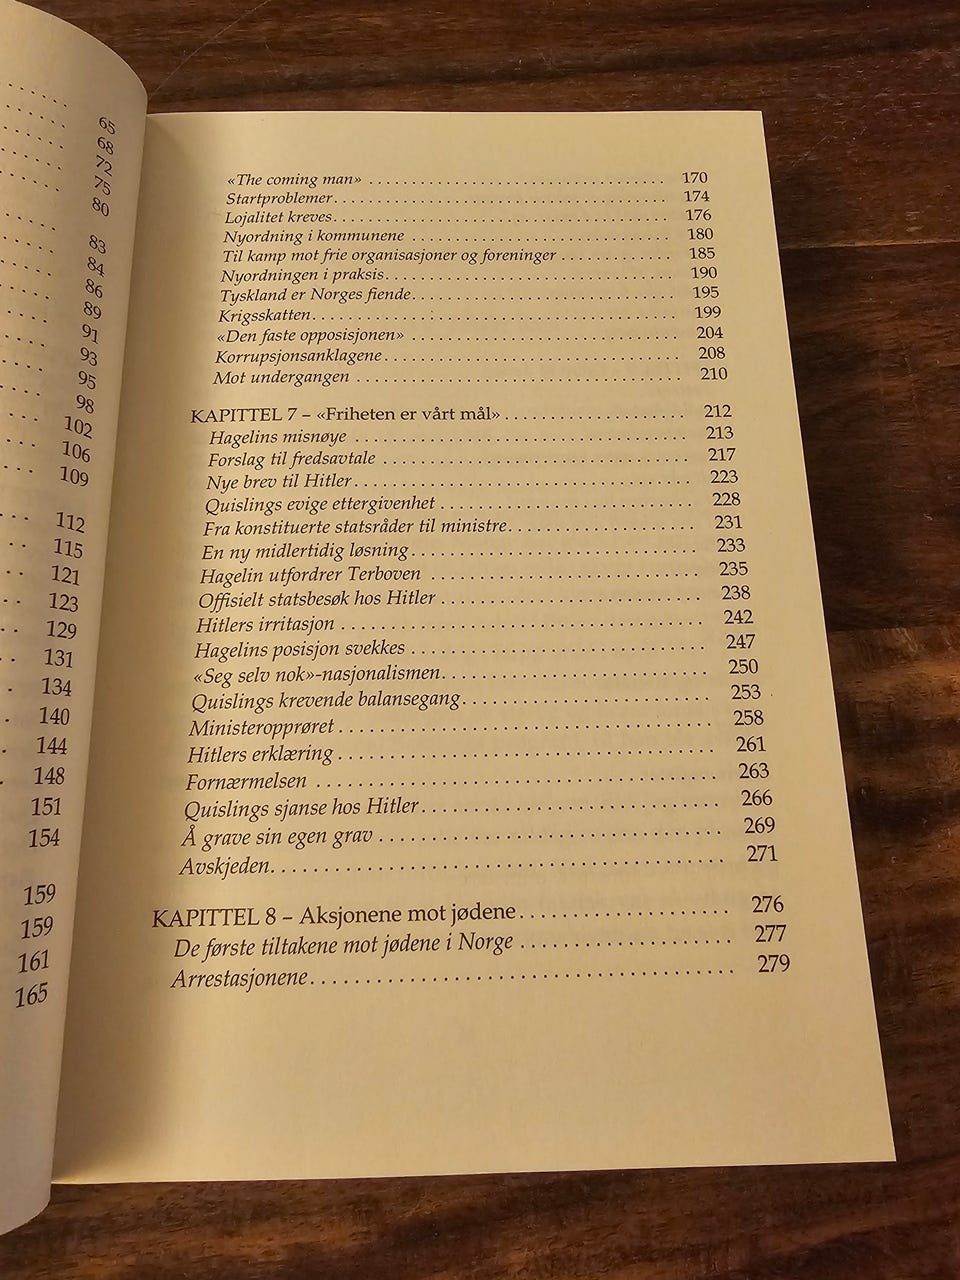 65
68
72
75
80
83
84
86
89
91
93
95
98
102
106
109
112
115
121
123
129
131
134
140
144
148
151
154
159
159
161
165
«The coming man» . . . . . . . . . . . . . . . . . . . . 170
Startproblemer. . . . . . . . . . . . . . . . . . . . 174
Lojalitet kreves. . . . . . . . . . . . . . . . . . . . 176
Nyordning i kommunene . . . . . . . . . . . . . . . . . . . . 180
Til kamp mot frie organisasjoner og foreninger . . . . . . . . . . . . 185
Nyordningen i praksis. . . . . . . . . . . . . . . . . . . . 190
Tyskland er Norges fiende. . . . . . . . . . . . . . . . . . . . 195
Krigsskatten. . . . . . . . . . . . . . . . . . . . 199
«Den faste opposisjonen» . . . . . . . . . . . . . . . . . . . . 204
Korrupsjonsanklagene. . . . . . . . . . . . . . . . . . . . 208
Mot undergangen . . . . . . . . . . . . . . . . . . . . 210
KAPITTEL 7 – «Friheten er vårt mål» . . . . . . . . . . . . . . . . . . . . 212
Hagelins misnøye . . . . . . . . . . . . . . . . . . . . 213
Forslag til fredsavtale . . . . . . . . . . . . . . . . . . . . 217
Nye brev til Hitler. . . . . . . . . . . . . . . . . . . . 223
Quislings evige ettergivenhet . . . . . . . . . . . . . . . . . . . . 228
Fra konstituerte statsråder til ministre. . . . . . . . . . . . . . . . . . 231
En ny midlertidig løsning. . . . . . . . . . . . . . . . . . . . 233
Hagelin utfordrer Terboven . . . . . . . . . . . . . . . . . . . . 235
Offisielt statsbesøk hos Hitler . . . . . . . . . . . . . . . . . . . . 238
Hitlers irritasjon . . . . . . . . . . . . . . . . . . . . 242
Hagelins posisjon svekkes . . . . . . . . . . . . . . . . . . . . 247
«Seg selv nok»-nasjonalismen. . . . . . . . . . . . . . . . . . . . 250
Quislings krevende balansegang. . . . . . . . . . . . . . . . . . . . 253
Ministeropprøret . . . . . . . . . . . . . . . . . . . . 258
Hitlers erklæring . . . . . . . . . . . . . . . . . . . . 261
Fornærmelsen . . . . . . . . . . . . . . . . . . . . 263
Quislings sjanse hos Hitler. . . . . . . . . . . . . . . . . . . . 266
Å grave sin egen grav . . . . . . . . . . . . . . . . . . . . 269
Avskjeden. . . . . . . . . . . . . . . . . . . . 271
KAPITTEL 8 – Aksjonene mot jødene. . . . . . . . . . . . . . . . . . 276
De første tiltakene mot jødene i Norge . . . . . . . . . . . . . . . . . 277
Arrestasjonene. . . . . . . . . . . . . . . . . . . . 279